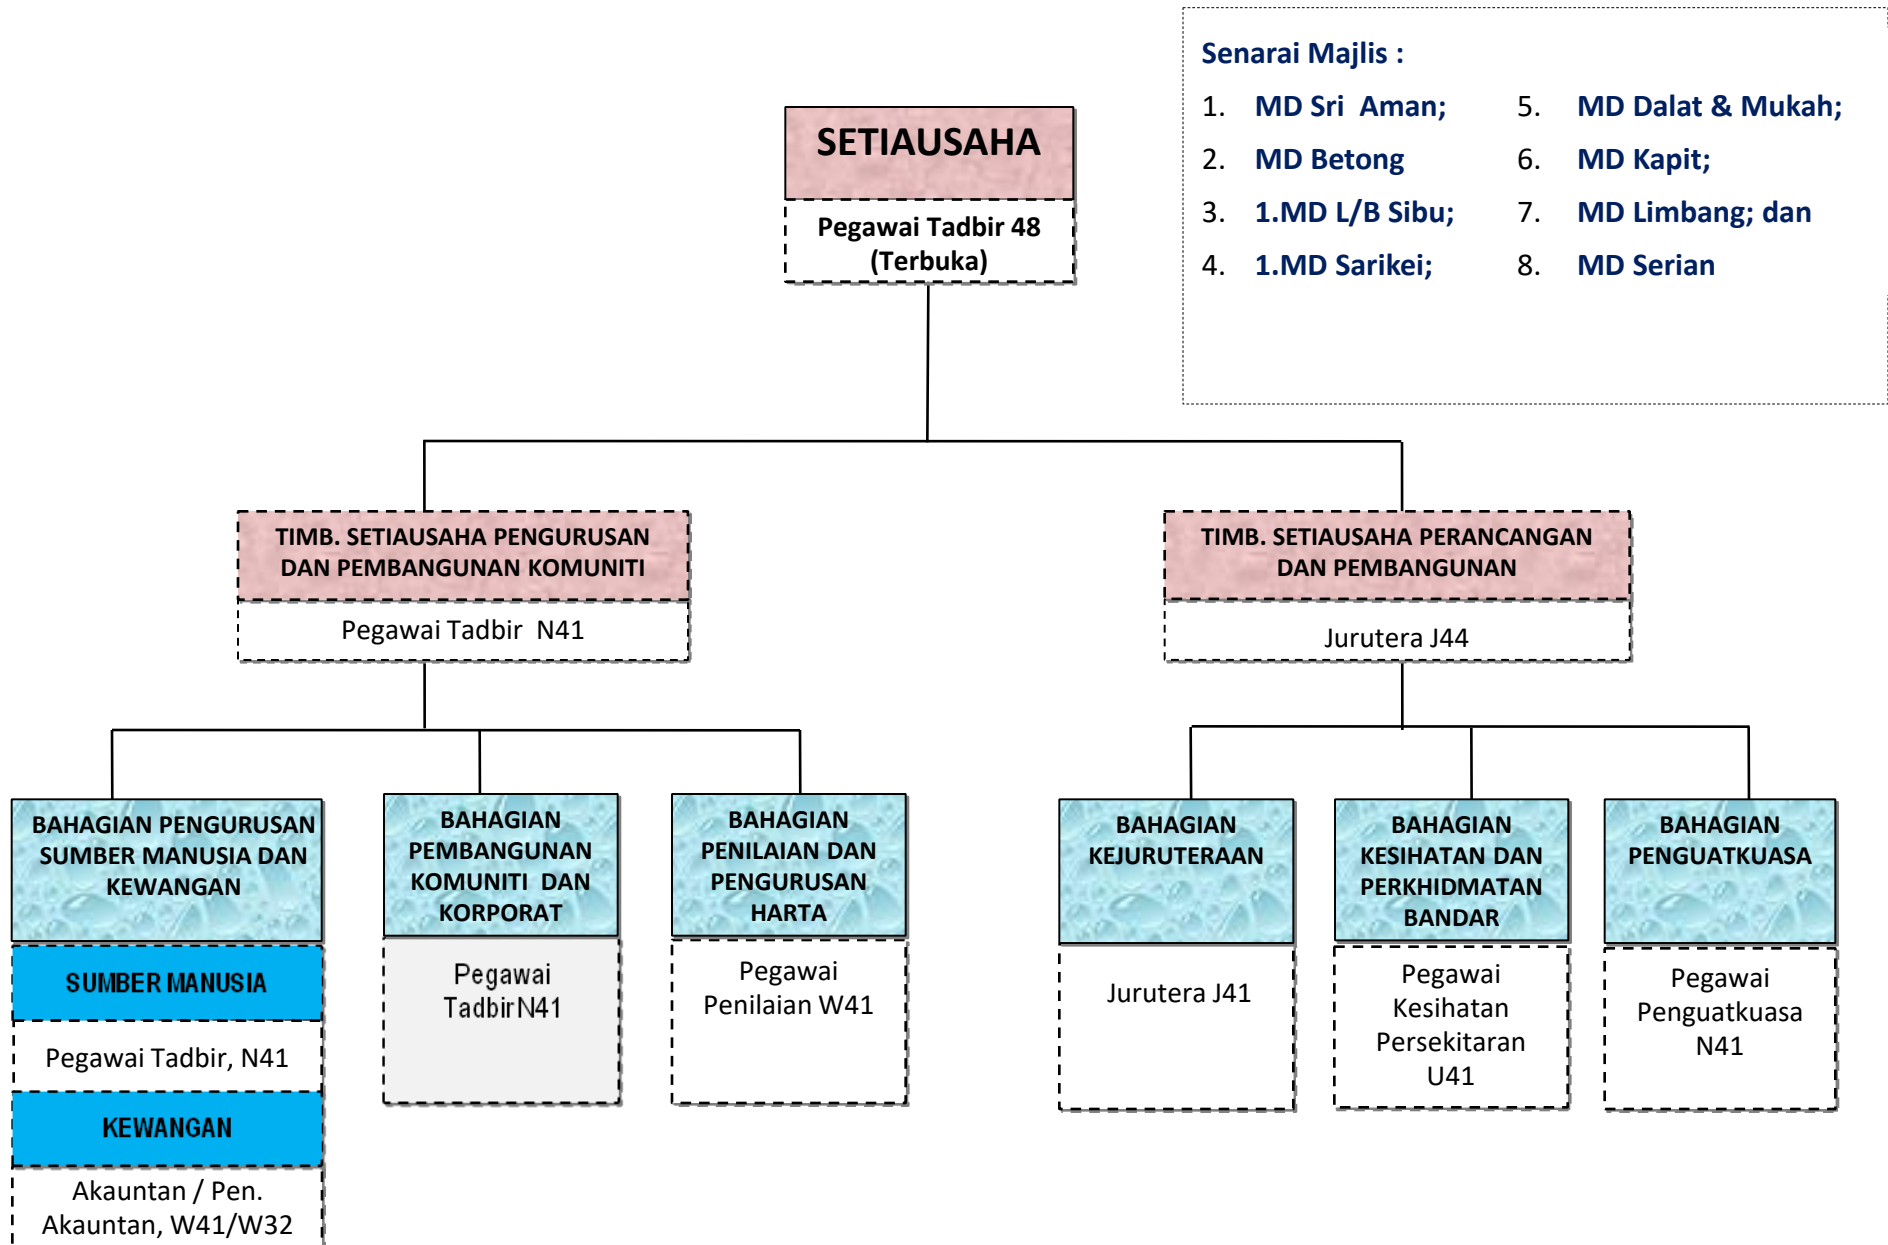 Senarai Majlis :
1. MD Sri Aman;
2. MD Betong
3. 1.MD L/B Sibu;
4. 1.MD Sarikei;
5. MD Dalat & Mukah;
6. MD Kapit;
7. MD Limbang; dan
8. MD Serian
SETIAUSAHA
Pegawai Tadbir 48
(Terbuka)
TIMB. SETIAUSAHA PENGURUSAN
DAN PEMBANGUNAN KOMUNITI
Pegawai Tadbir N41
TIMB. SETIAUSAHA PERANCANGAN
DAN PEMBANGUNAN
Jurutera J44
BAHAGIAN PENGURUSAN
SUMBER MANUSIA DAN
KEWANGAN
SUMBER MANUSIA
Pegawai Tadbir, N41
KEWANGAN
Akauntan / Pen.
Akauntan, W41/W32
BAHAGIAN
PEMBANGUNAN
KOMUNITI DAN
KORPORAT
Pegawai
Tadbir N41
BAHAGIAN
PENILAIAN DAN
PENGURUSAN
HARTA
Pegawai
Penilaian W41
BAHAGIAN
KEJURUTERAAN
Jurutera J41
BAHAGIAN
KESIHATAN DAN
PERKHIDMATAN
BANDAR
Pegawai
Kesihatan
Persekitaran
U41
BAHAGIAN
PENGUATKUASA
Pegawai
Penguatkuasa
N41